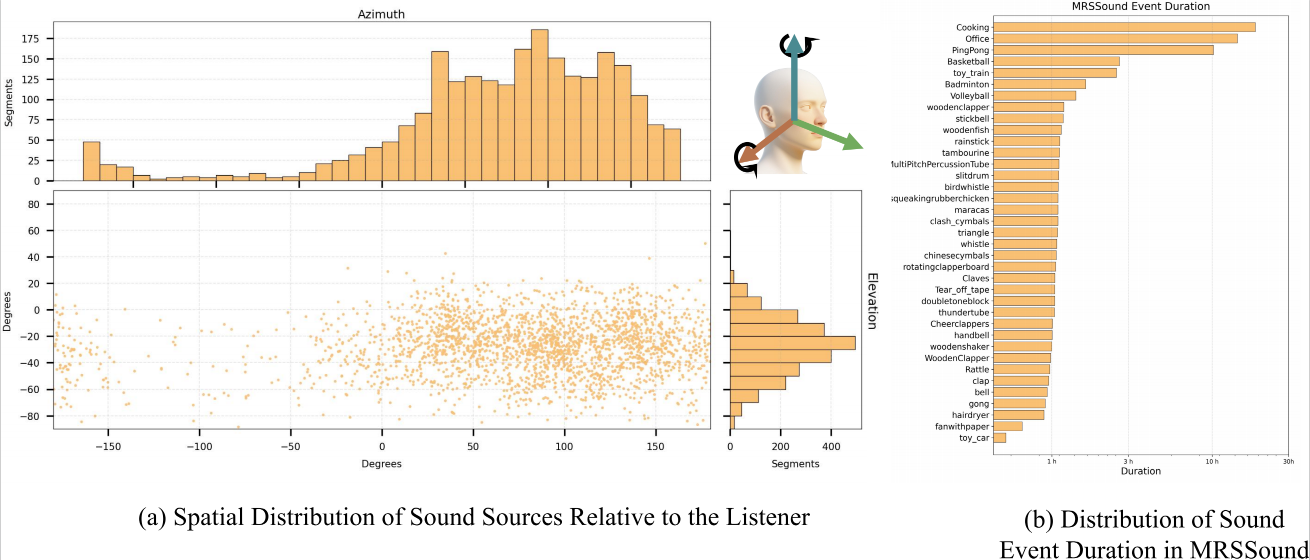 Azimuth
Segments
175
150
125
100
75
50
25
0
Degrees
80
60
40
20
0
−20
−40
−60
−80
−150
−100
−50
0
50
100
150
Degrees
Elevation
0
200
400
Segments
(a) Spatial Distribution of Sound Sources Relative to the Listener
MRSSound Event Duration
Cooking
Office
PingPong
Basketball
toy_train
Badminton
Volleyball
woodenclapper
stickbell
woodenfish
rainstick
tambourine
ultiPitchPercussionTube
slitdrum
birdwhistle
queakingrubberchicken
maracas
clash_cymbals
triangle
whistle
chinesecymbals
rotatingclapperboard
Claves
Tear_off_tape
doubletoneblock
thundertube
Cheerclappers
handbell
woodenshaker
WoodenClapper
Rattle
clap
bell
gong
hairdryer
fanwithpaper
toy_car
1 h
3 h
10 h
30h
Duration
(b) Distribution of Sound
Event Duration in MRSSound